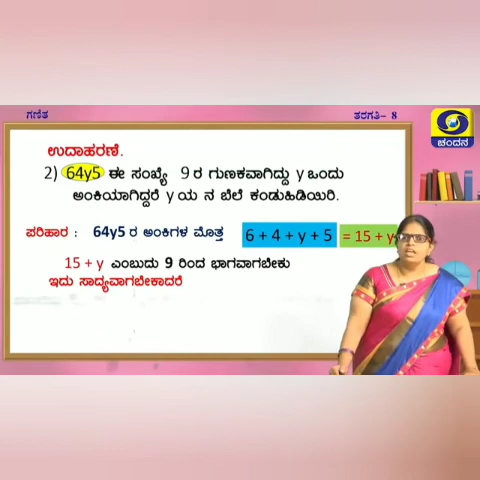 ಗಣಿತ
ತರಗತಿ- 8
ಚಂದನ
ಉದಾಹರಣೆ.
2) 64y5 ಈ ಸಂಖ್ಯೆ 9 ರ ಗುಣಕವಾಗಿದ್ದು y ಒಂದು
ಅಂಕಿಯಾಗಿದ್ದರೆ y ಯ ನ ಬೆಲೆ ಕಂಡುಹಿಡಿಯಿರಿ.
ಪರಿಹಾರ : 64y5 ರ ಅಂಕಿಗಳ ಮೊತ್ತ 6 + 4 + y + 5 = 15 + y
15 + y ಎಂಬುದು 9 ರಿಂದ ಭಾಗವಾಗಬೇಕು
ಇದು ಸಾಧ್ಯವಾಗಬೇಕಾದರೆ